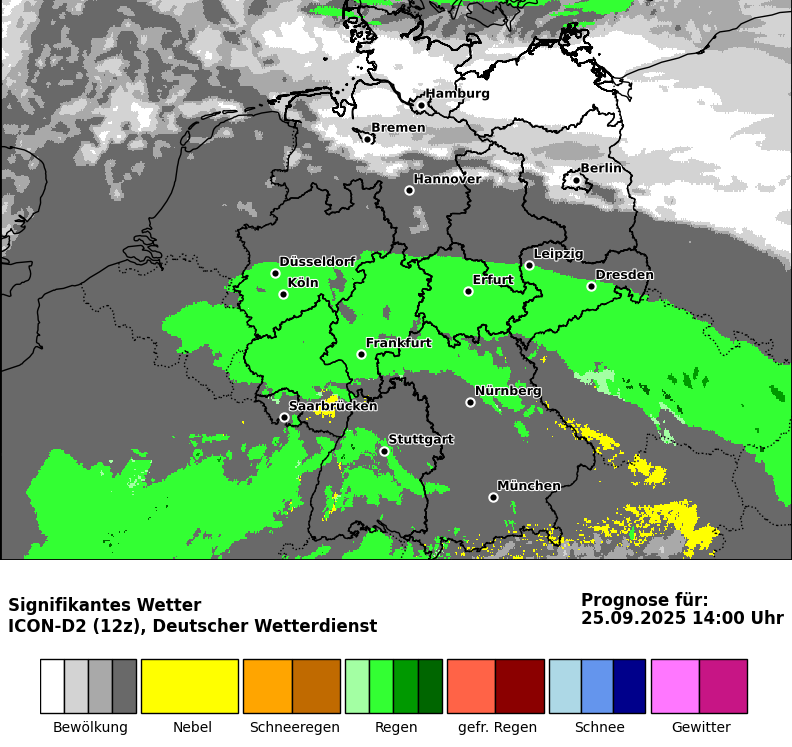 Hamburg
Bremen
Berlin
Hannover
Leipzig
Düsseldorf
Dresden
Köln
Erfurt
Frankfurt
Nürnberg
Saarbrücken
Stuttgart
München
Signifikantes Wetter
ICON-D2 (12z), Deutscher Wetterdienst
Prognose für:
25.09.2025 14:00 Uhr
Bewölkung Nebel Schneeregen Regen gefr. Regen Schnee Gewitter